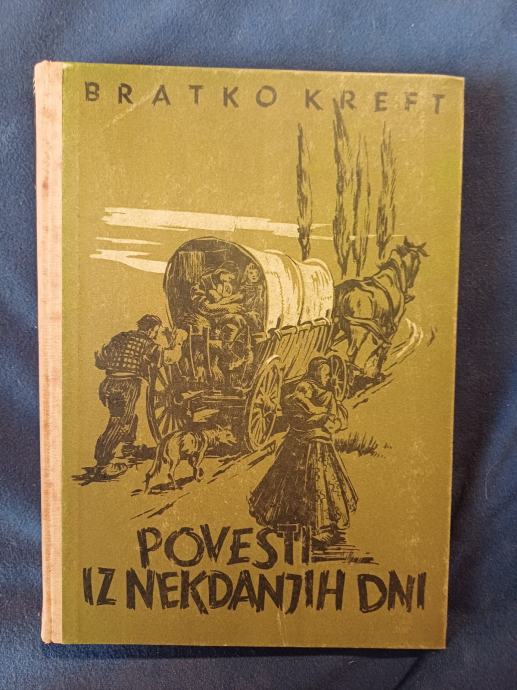 BRATKO KREFT
POVESTI
IZ NEKDANJIH DNI